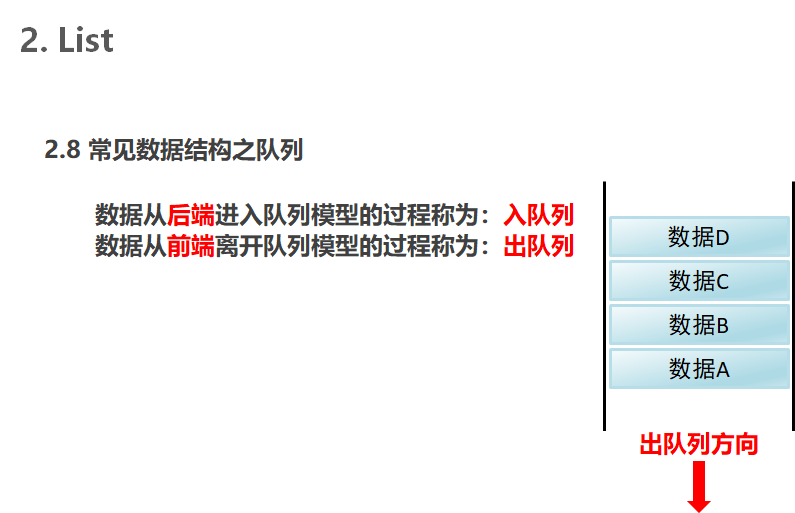 2. List
2.8 常见数据结构之队列
数据从后端进入队列模型的过程称为：入队列
数据从前端离开队列模型的过程称为：出队列
数据D
数据C
数据B
数据A
出队列方向